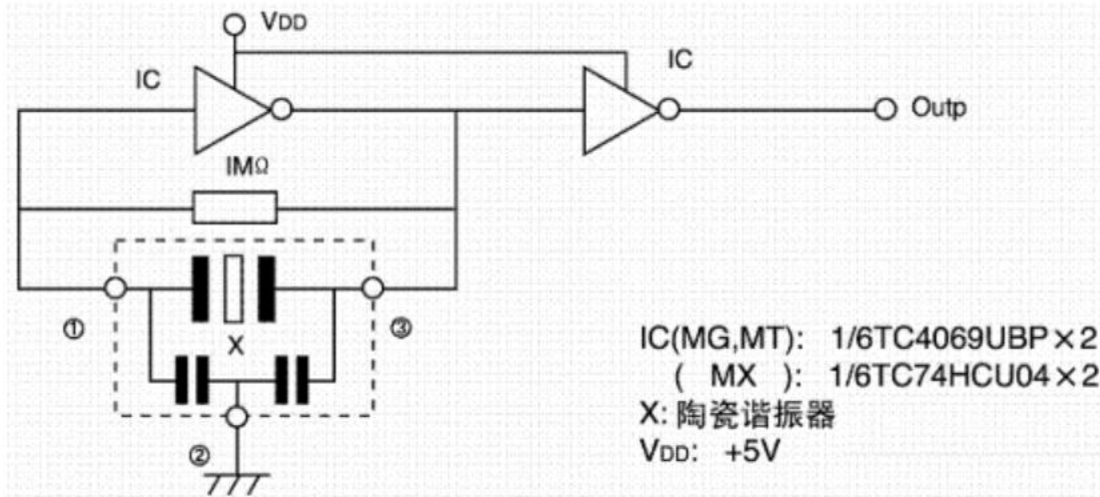 VDD
IC
IC
Outp
IMΩ
①
③
X
②
IC(MG,MT): 1/6TC4069UBP×2
( MX ): 1/6TC74HCU04×2
X: 陶瓷谐振器
VDD: +5V